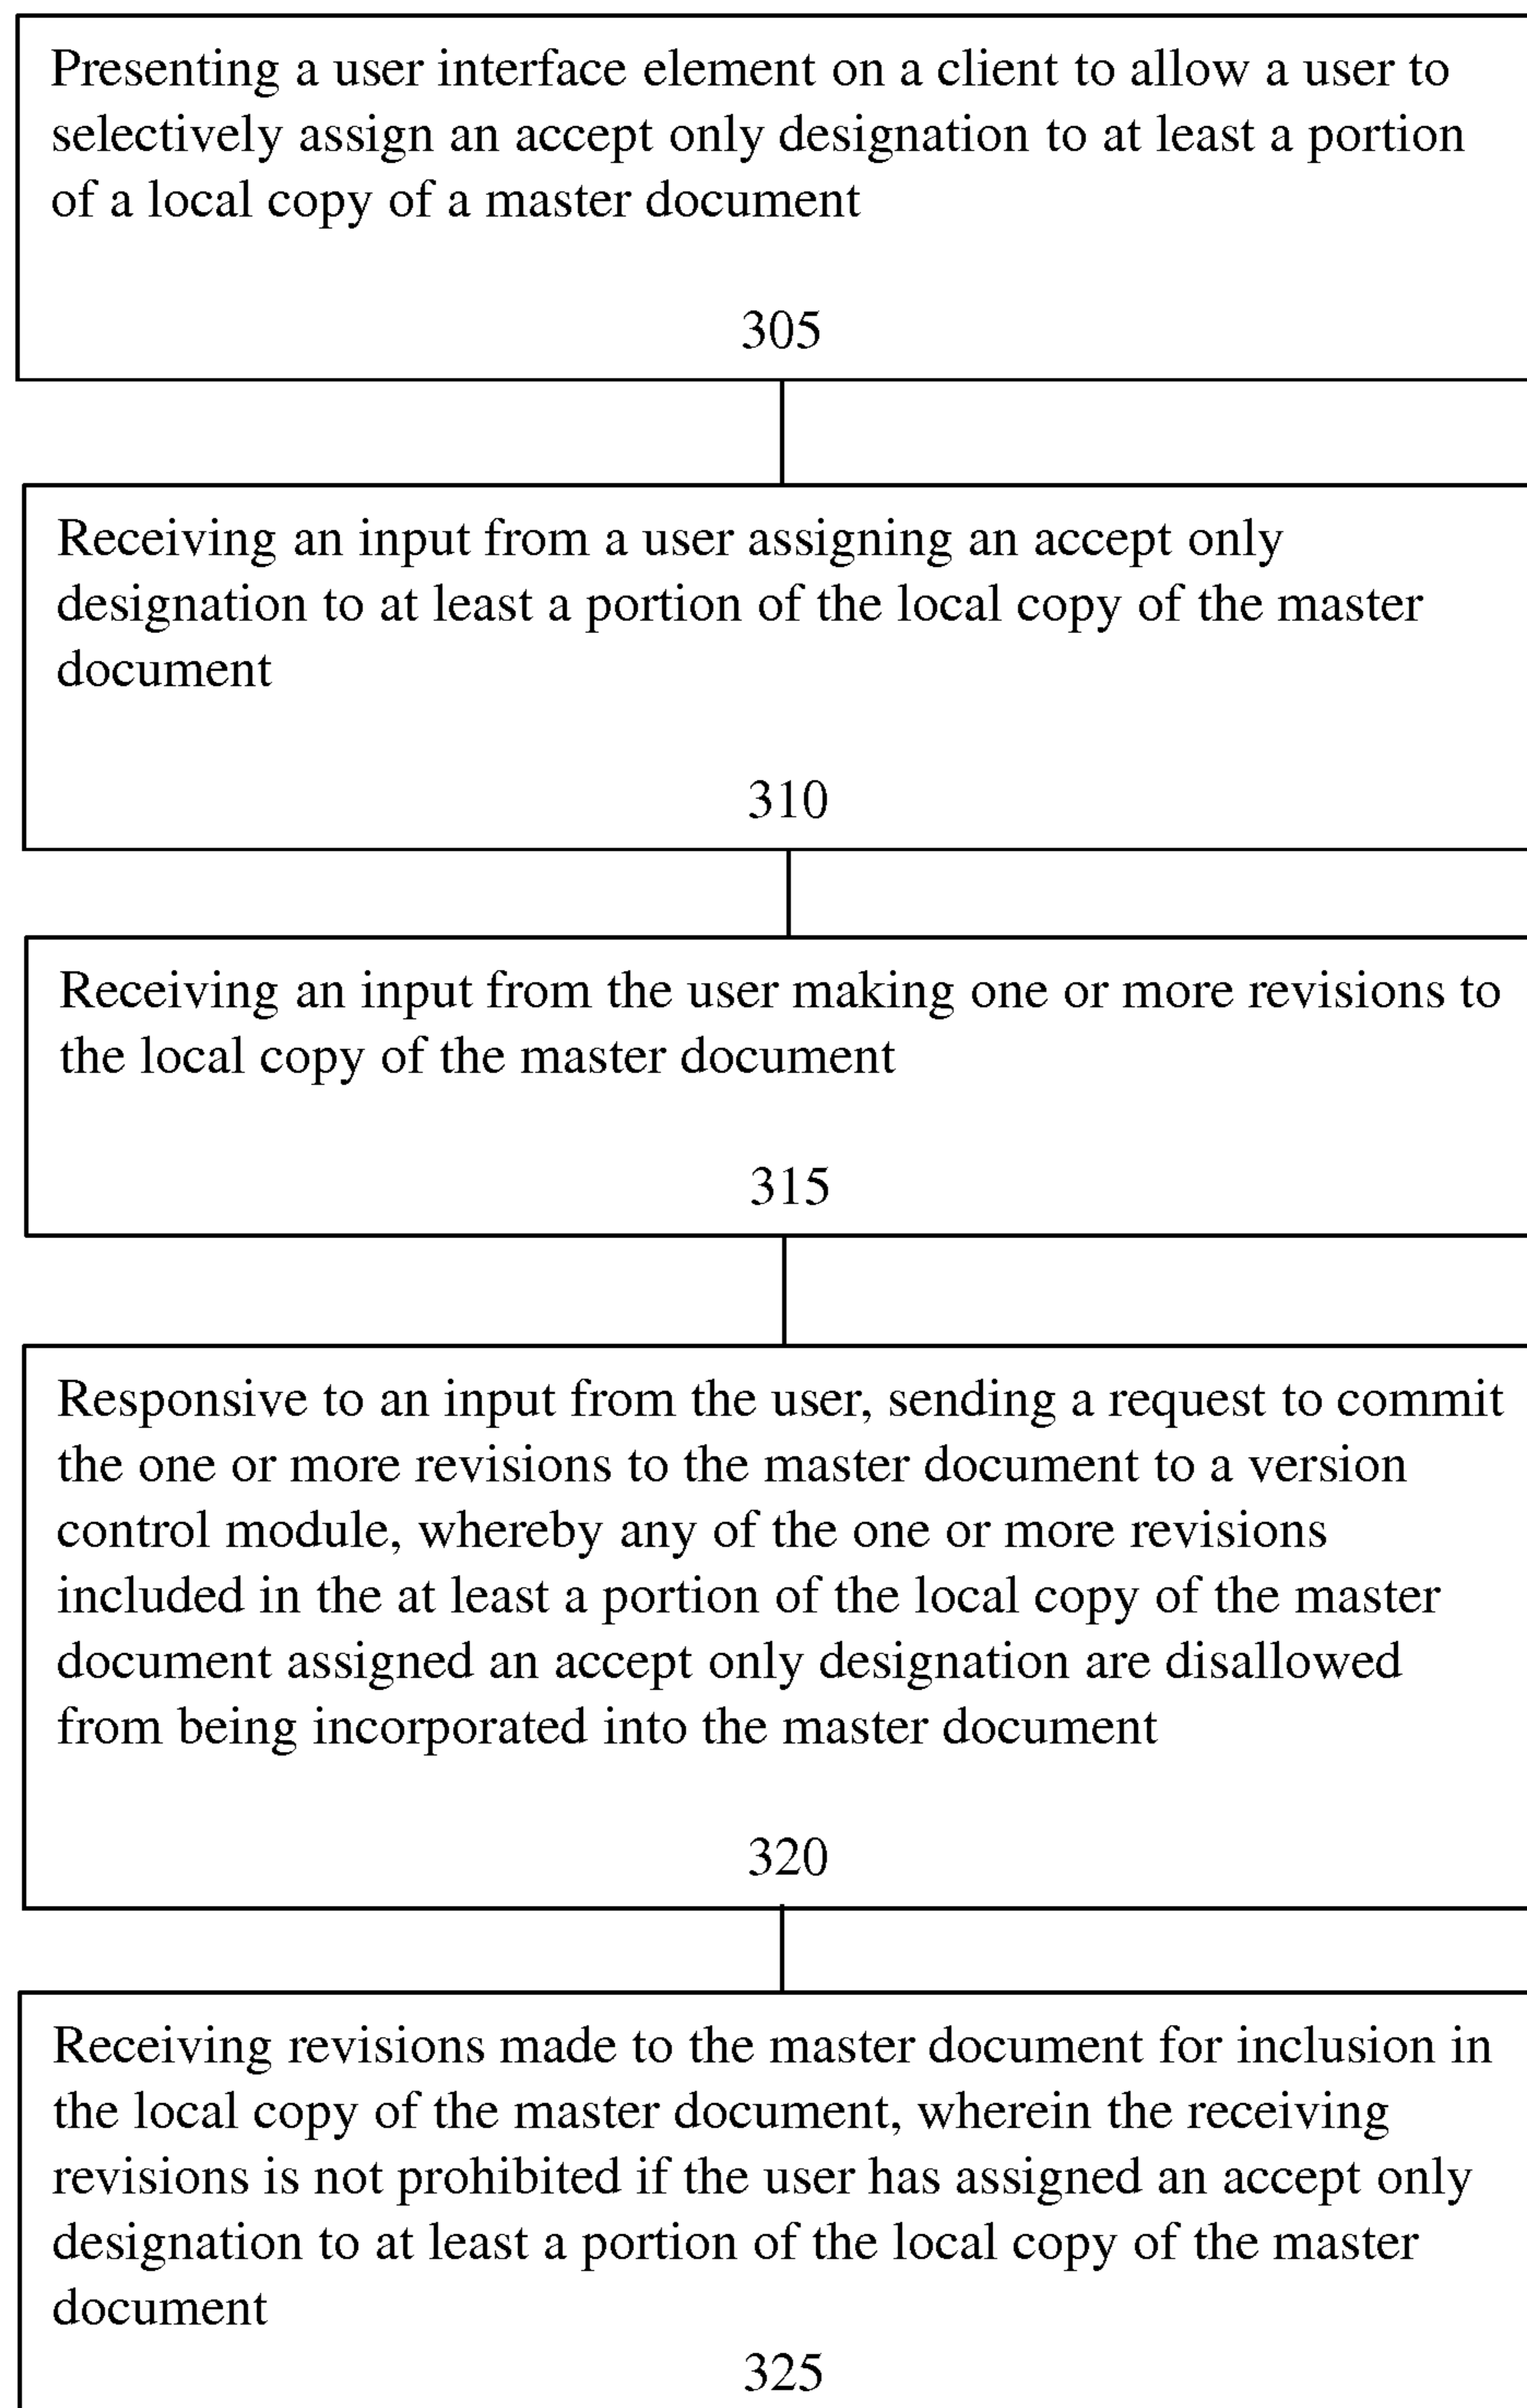 Presenting a user interface element on a client to allow a user to
selectively assign an accept only designation to at least a portion
of a local copy of a master document
305
Receiving an input from a user assigning an accept only
designation to at least a portion of the local copy of the master
document
310
Receiving an input from the user making one or more revisions to
the local copy of the master document
315
Responsive to an input from the user, sending a request to commit
the one or more revisions to the master document to a version
control module, whereby any of the one or more revisions
included in the at least a portion of the local copy of the master
document assigned an accept only designation are disallowed
from being incorporated into the master document
320
Receiving revisions made to the master document for inclusion in
the local copy of the master document, wherein the receiving
revisions is not prohibited if the user has assigned an accept only
designation to at least a portion of the local copy of the master
document
325